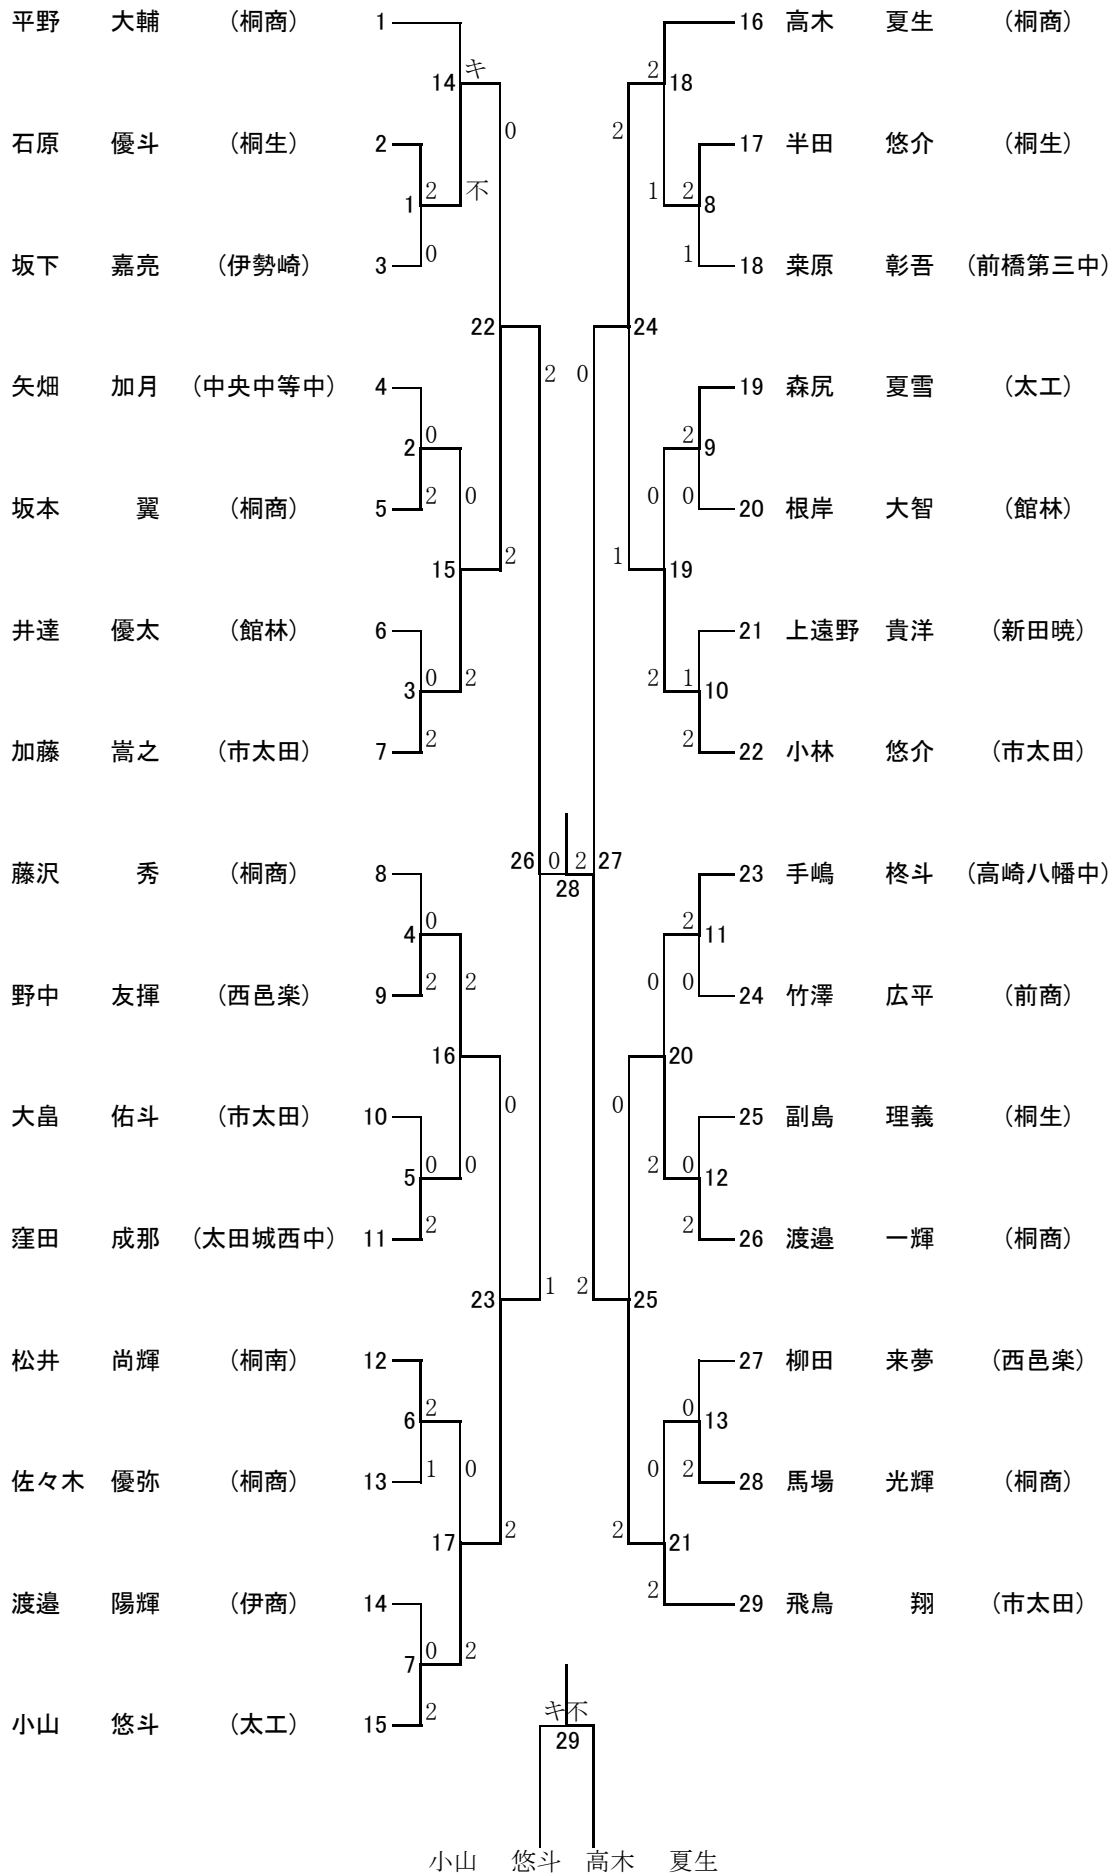 平野 大輔 (桐商) 1
16 高木 夏生 (桐商)
14 キ
2 18
石原 優斗 (桐生) 2
0
2
17 半田 悠介 (桐生)
1 2 不
1 2 8
坂下 嘉亮 (伊勢崎) 3 0
1 18 桒原 彰吾 (前橋第三中)
22
24
2 0
矢畑 加月 (中央中等中) 4
19 森尻 夏雪 (太工)
2 0
2 9
坂本 翼 (桐商) 5 2 0
0 0 20 根岸 大智 (館林)
15 2
1 19
井達 優太 (館林) 6
21 上遠野 貴洋 (新田暁)
3 0 2
2 1 10
加藤 嵩之 (市太田) 7 2
2 22 小林 悠介 (市太田)
藤沢 秀 (桐商) 8
26 0 2 27
28
23 手嶋 柊斗 (高崎八幡中)
4 0
2 11
野中 友揮 (西邑楽) 9 2 2
0 0 24 竹澤 広平 (前商)
16
20
大畠 佑斗 (市太田) 10
0
0
25 副島 理義 (桐生)
5 0 0
2 0 12
窪田 成那 (太田城西中) 11 2
2 26 渡邉 一輝 (桐商)
23 1 2 25
松井 尚輝 (桐南) 12
27 柳田 来夢 (西邑楽)
6 2
0 13
佐々木 優弥 (桐商) 13 1 0
0 2 28 馬場 光輝 (桐商)
17 2
2 21
渡邉 陽輝 (伊商) 14
2 29 飛鳥 翔 (市太田)
7 0 2
小山 悠斗 (太工) 15 2
キ 不
29
小山 悠斗 高木 夏生